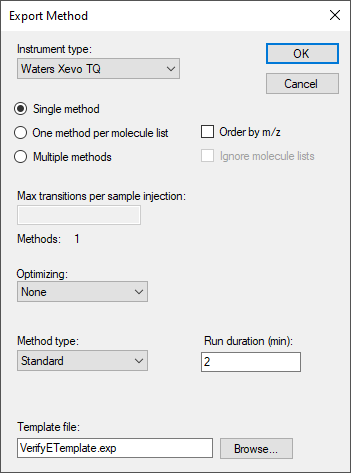 Export Method
Instrument type:
OK
Waters Xevo TQ
Cancel
Single method
One method per molecule list
Order by m/z
Multiple methods
Ignore molecule lists
Max transitions per sample injection:
Methods: 1
Optimizing:
None
Method type:
Run duration (min):
Standard
2
Template file:
VerifyETemplate.exp
Browse...